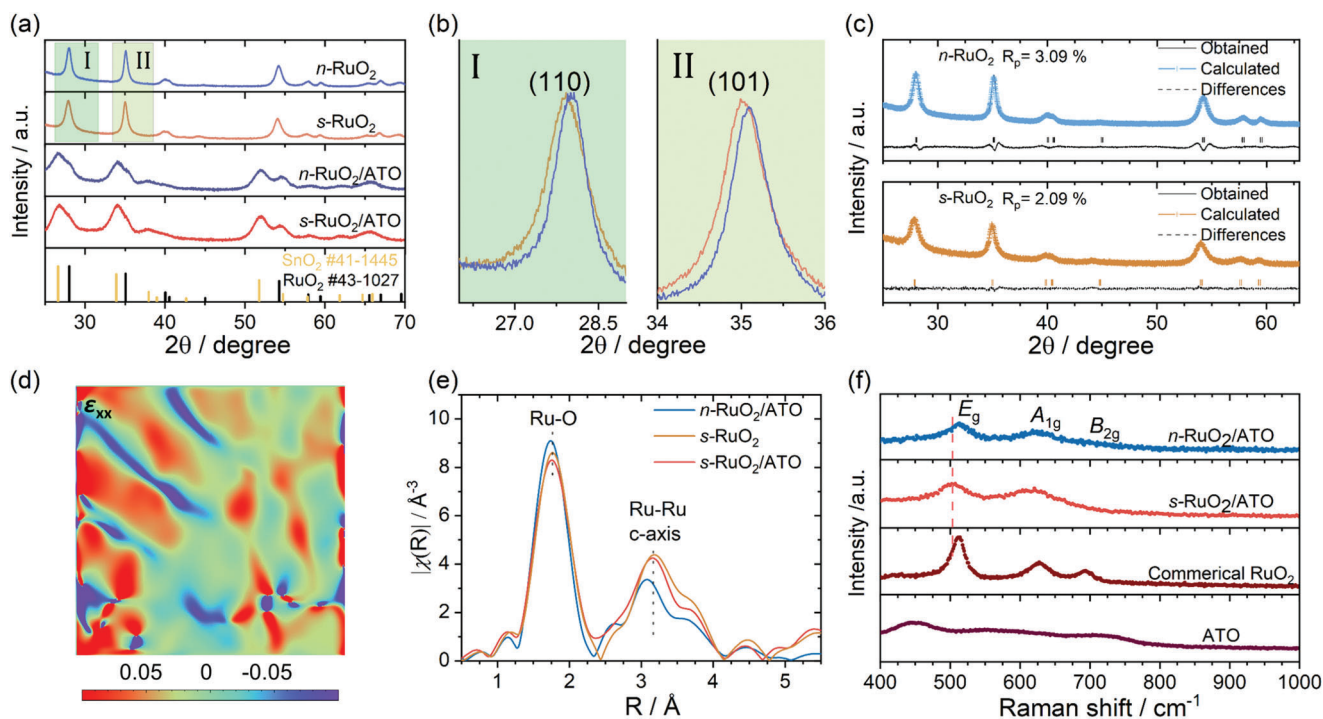 (a)
I
II
n-RuO2
s-RuO2
n-RuO2/ATO
s-RuO2/ATO
SnO2 #41-1445
RuO2 #43-1027
30
40
50
60
70
2θ / degree
Intensity / a.u.
(b)
I
(110)
II
(101)
27.0
28.5
34
35
36
2θ / degree
(c)
n-RuO2 Rp= 3.09 %
Obtained
Calculated
Differences
s-RuO2 Rp= 2.09 %
Obtained
Calculated
Differences
30
40
50
60
2θ / degree
Intensity / a.u.
(d)
εxx
0.05
0
-0.05
(e)
10
8
6
4
2
0
Ru-O
n-RuO2/ATO
s-RuO2
s-RuO2/ATO
Ru-Ru
c-axis
1
2
3
4
5
R / Å
|χ(R)| / Å-3
(f)
Eg
A1g
B2g
n-RuO2/ATO
s-RuO2/ATO
Commerical RuO2
ATO
400
500
600
700
800
900
1000
Raman shift / cm-1
Intensity /a.u.